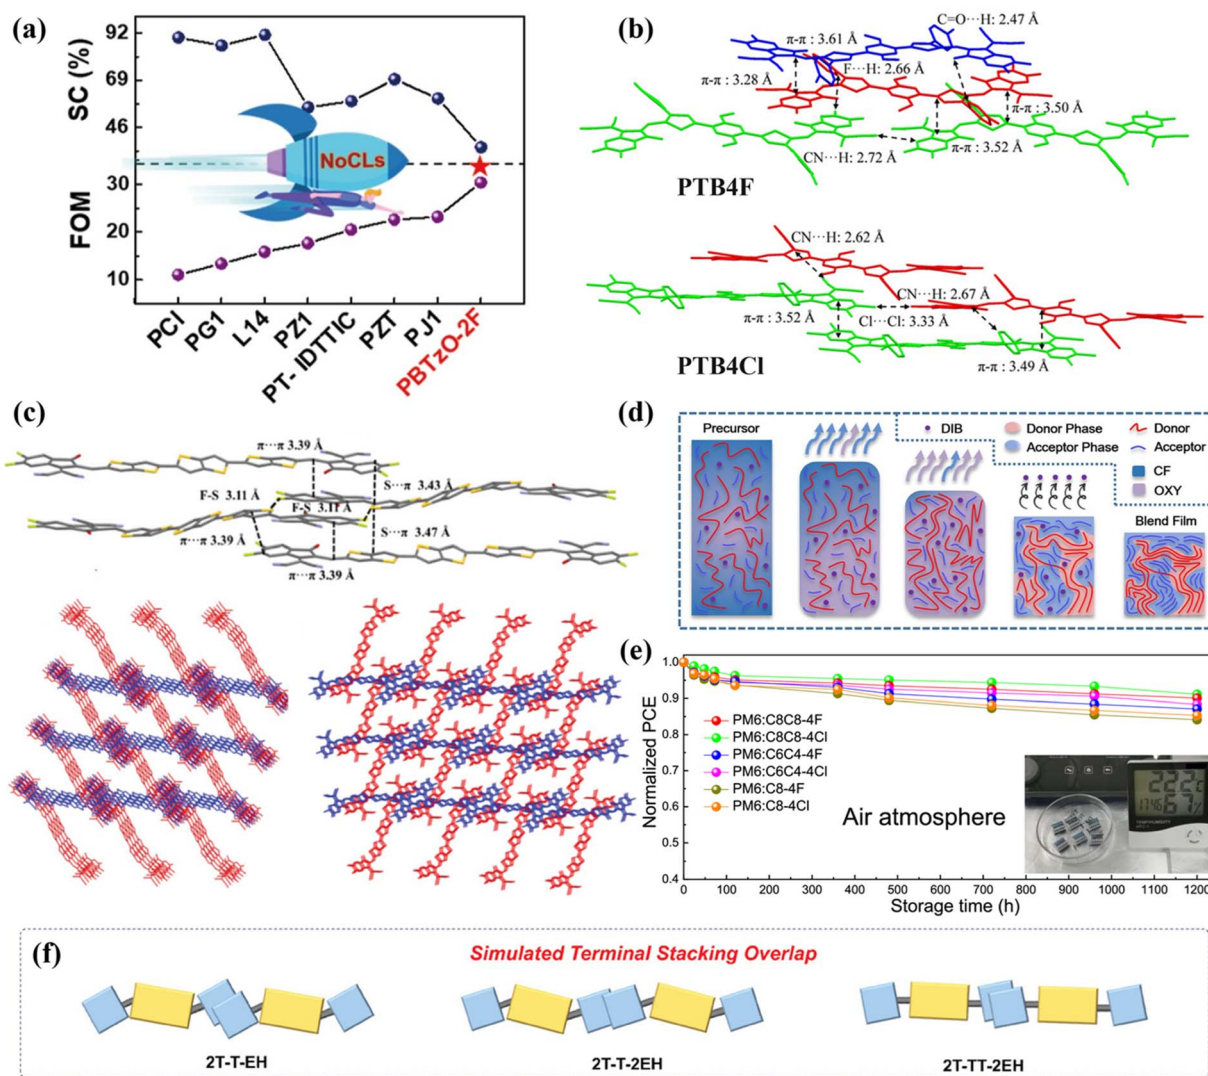 (a)
SC (%)
FOM
92
69
46
30
20
10
NoCLs
PCl
PG1
L14
PZ1
PT- IDTTIC
PZT
PJ1
PBTzO-2F
(b)
C=O···H: 2.47 Å
π-π : 3.61 Å
F···H: 2.66 Å
π-π : 3.28 Å
π-π : 3.50 Å
CN···H: 2.72 Å
π-π : 3.52 Å
PTB4F
CN···H: 2.62 Å
CN···H: 2.67 Å
π-π : 3.52 Å
Cl···Cl: 3.33 Å
π-π : 3.49 Å
PTB4Cl
(c)
π···π 3.39 Å
S···π 3.43 Å
F-S 3.11 Å
F-S 3.11 Å
π···π 3.39 Å
S···π 3.47 Å
π···π 3.39 Å
(d)
Precursor
DIB
Donor Phase
Donor
Acceptor Phase
Acceptor
CF
OXY
Blend Film
(e)
Normalized PCE
1.0
0.9
0.8
0.7
0.6
0.5
0.4
PM6:C8C8-4F
PM6:C8C8-4Cl
PM6:C6C4-4F
PM6:C6C4-4Cl
PM6:C8-4F
PM6:C8-4Cl
Air atmosphere
0 100 200 300 400 500 600 700 800 900 1000 1100 1200
Storage time (h)
(f)
Simulated Terminal Stacking Overlap
2T-T-EH
2T-T-2EH
2T-TT-2EH